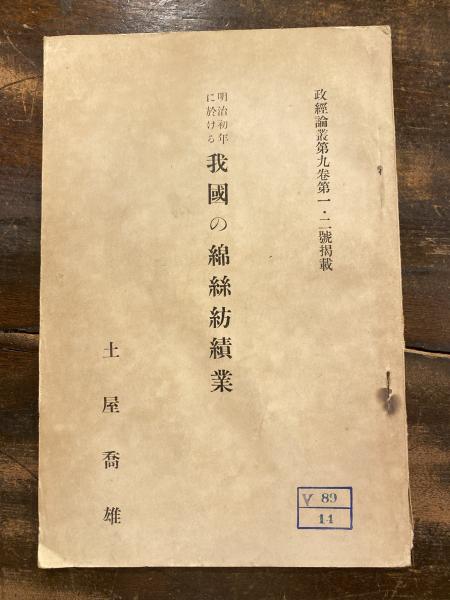 政經論叢第九卷第一・二號揭載
明治初年
に於ける
我國の綿絲紡績業
土屋喬雄
V 89
14